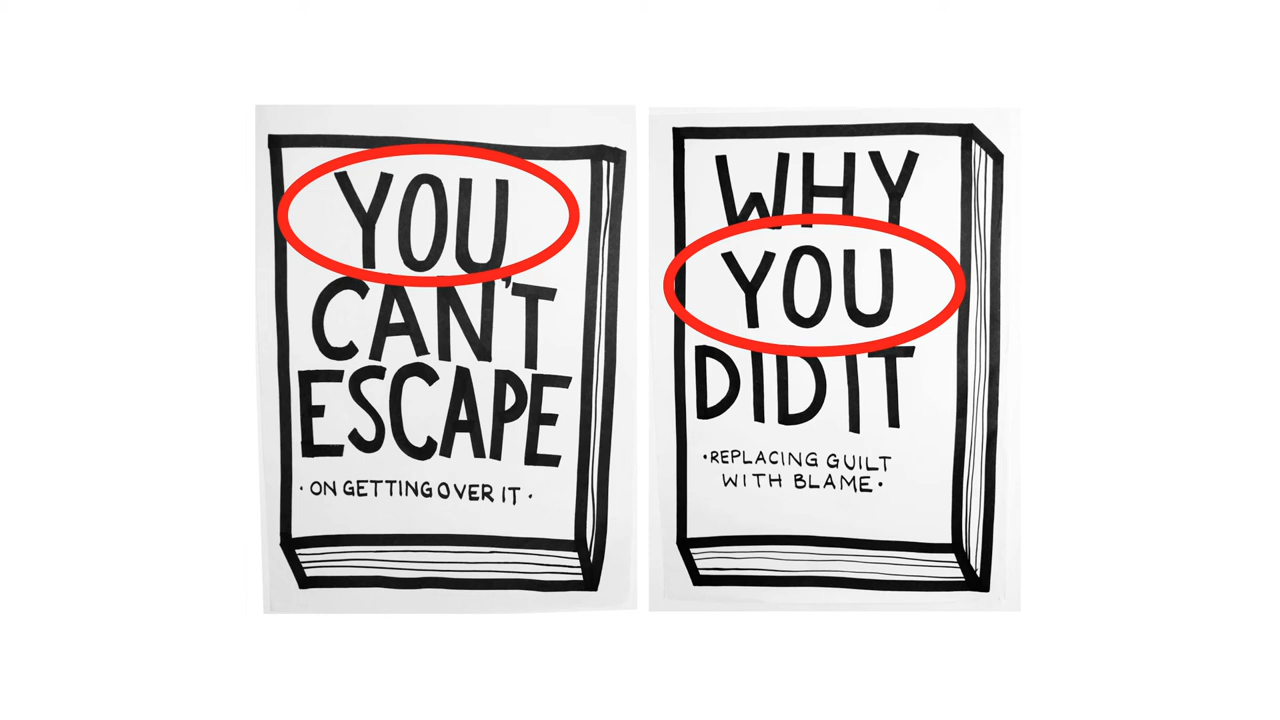 YOU
CAN'T
ESCAPE
· ON GETTING OVER IT ·
WHY
YOU
DID IT
· REPLACING GUILT
WITH BLAME ·